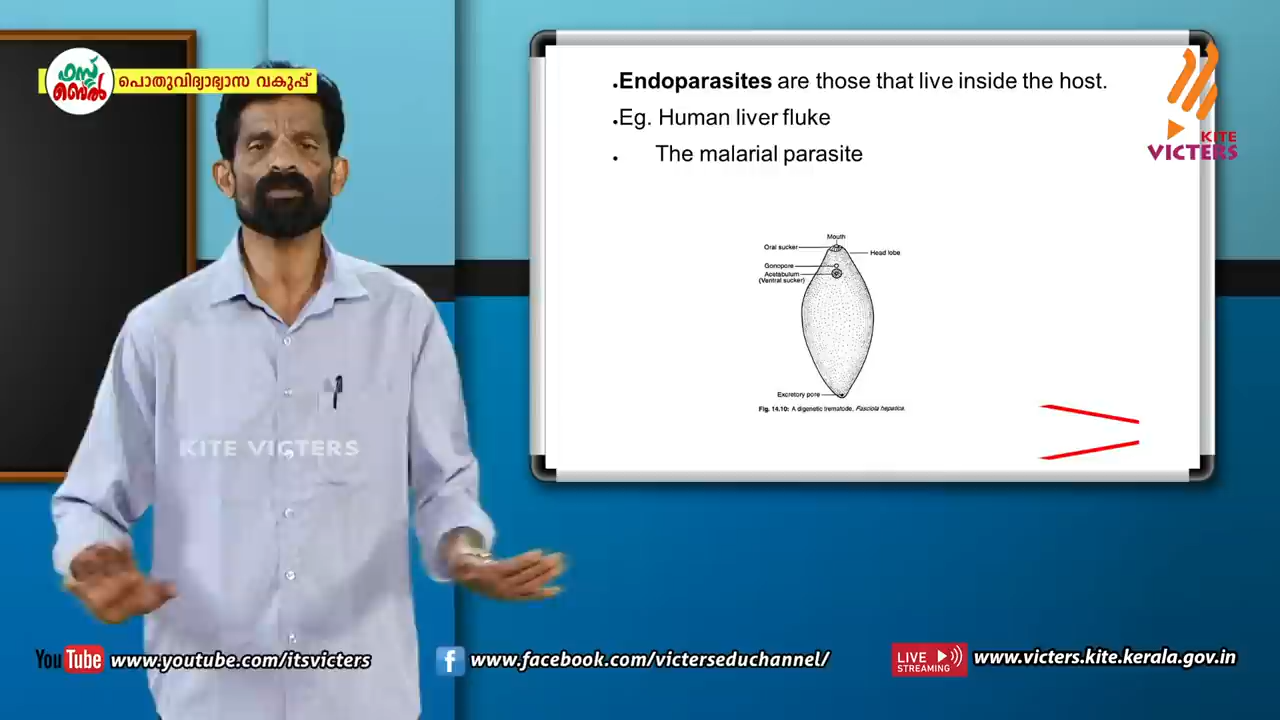 ഫസ്റ്റ്
ബെൽ
പൊതുവിദ്യാഭ്യാസ വകുപ്പ്
.Endoparasites are those that live inside the host.
.Eg. Human liver fluke
. The malarial parasite
KITE
VICTERS
Mouth
Oral sucker
Head lobe
Gonopore
Acetabulum
(Ventral sucker)
Excretory pore
Fig. 14.10: A digenetic trematode, Fasciola hepatica.
KITE VICTERS
YouTube www.youtube.com/itsvicters
f www.facebook.com/victerseduchannel/
LIVE
STREAMING
www.victers.kite.kerala.gov.in